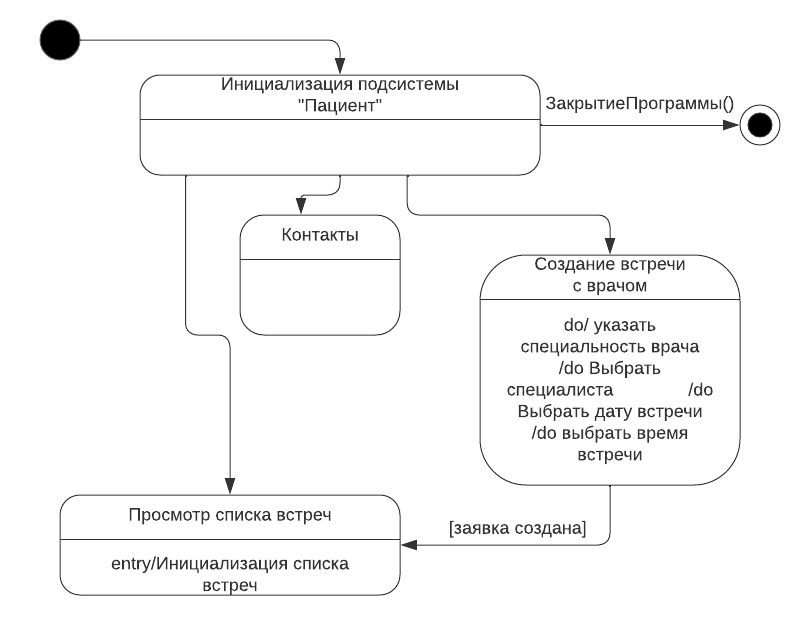 Инициализация подсистемы
"Пациент"
ЗакрытиеПрограммы()
Контакты
Создание встречи
с врачом
do/ указать
специальность врача
/do Выбрать
специалиста /do
Выбрать дату встречи
/do выбрать время
встречи
Просмотр списка встреч
[заявка создана]
entry/Инициализация списка
встреч